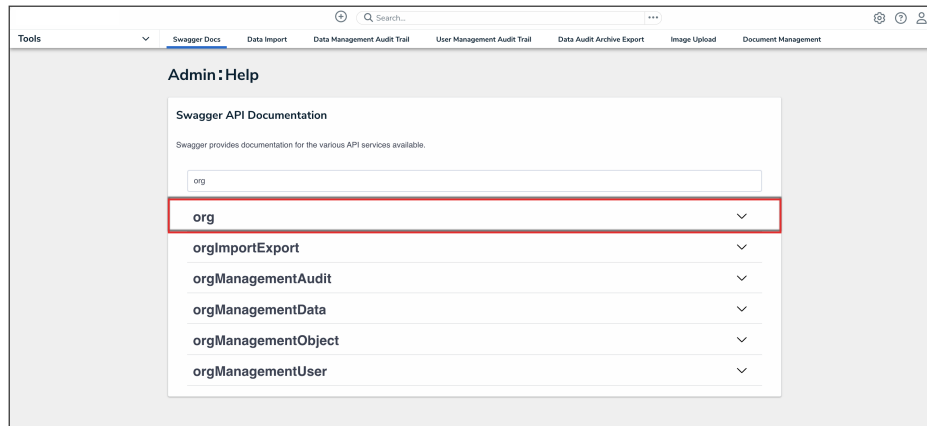 Search...
Tools
Swagger Docs Data Import Data Management Audit Trail User Management Audit Trail Data Audit Archive Export Image Upload Document Management
Admin:Help
Swagger API Documentation
Swagger provides documentation for the various API services available.
org
org
orgImportExport
orgManagementAudit
orgManagementData
orgManagementObject
orgManagementUser